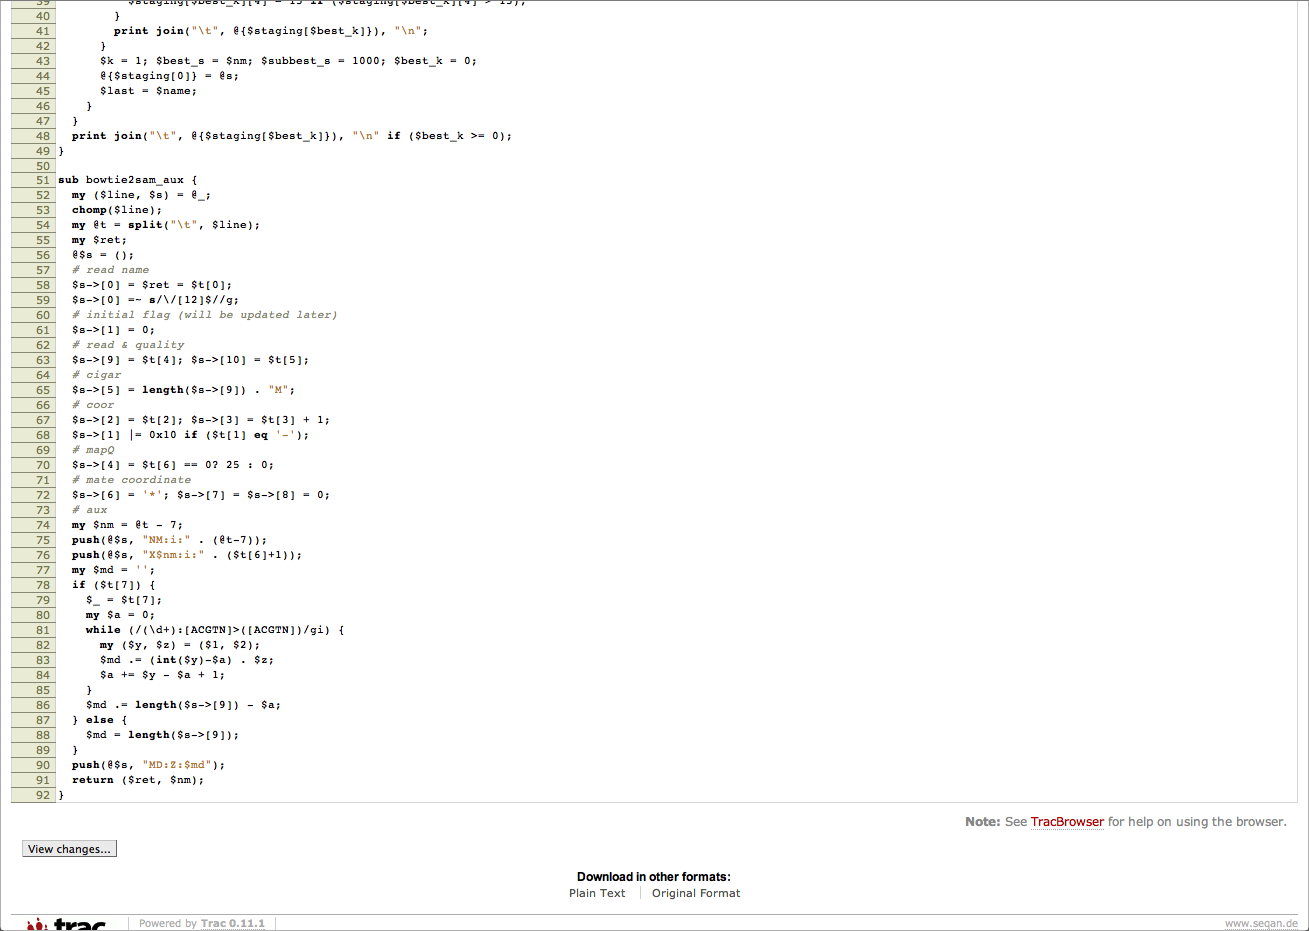 39 $staging[$best_k][4] = 15 if ($staging[$best_k][4] > 15);
40 }
41 print join("\t", @{$staging[$best_k]}), "\n";
42 }
43 $k = 1; $best_s = $nm; $subbest_s = 1000; $best_k = 0;
44 @{$staging[0]} = @s;
45 $last = $name;
46 }
47 }
48 print join("\t", @{$staging[$best_k]}), "\n" if ($best_k >= 0);
49 }
50
51 sub bowtie2sam_aux {
52 my ($line, $s) = @_;
53 chomp($line);
54 my @t = split("\t", $line);
55 my $ret;
56 @$s = ();
57 # read name
58 $s->[0] = $ret = $t[0];
59 $s->[0] =~ s/\/[12]$//g;
60 # initial flag (will be updated later)
61 $s->[1] = 0;
62 # read & quality
63 $s->[9] = $t[4]; $s->[10] = $t[5];
64 # cigar
65 $s->[5] = length($s->[9]) . "M";
66 # coor
67 $s->[2] = $t[2]; $s->[3] = $t[3] + 1;
68 $s->[1] |= 0x10 if ($t[1] eq '-');
69 # mapQ
70 $s->[4] = $t[6] == 0? 25 : 0;
71 # mate coordinate
72 $s->[6] = '*'; $s->[7] = $s->[8] = 0;
73 # aux
74 my $nm = @t - 7;
75 push(@$s, "NM:i:" . (@t-7));
76 push(@$s, "X$nm:i:" . ($t[6]+1));
77 my $md = '';
78 if ($t[7]) {
79 $_ = $t[7];
80 my $a = 0;
81 while (/(\d+):[ACGTN]>([ACGTN])/gi) {
82 my ($y, $z) = ($1, $2);
83 $md .= (int($y)-$a) . $z;
84 $a += $y - $a + 1;
85 }
86 $md .= length($s->[9]) - $a;
87 } else {
88 $md = length($s->[9]);
89 }
90 push(@$s, "MD:Z:$md");
91 return ($ret, $nm);
92 }
Note: See TracBrowser for help on using the browser.
View changes...
Download in other formats:
Plain Text Original Format
trac Powered by Trac 0.11.1 www.seqan.de